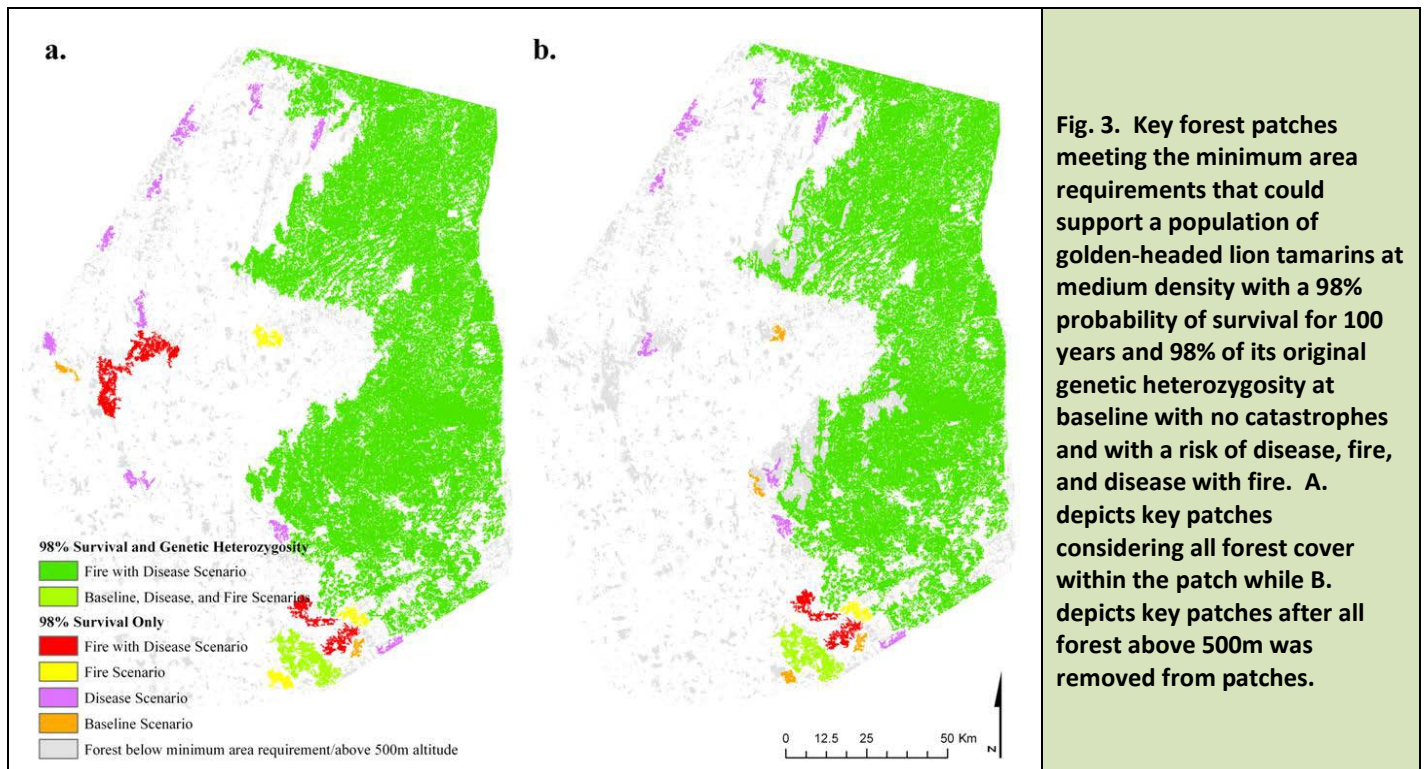 a.
b.
98% Survival and Genetic Heterozygosity
Fire with Disease Scenario
Baseline, Disease, and Fire Scenarios
98% Survival Only
Fire with Disease Scenario
Fire Scenario
Disease Scenario
Baseline Scenario
Forest below minimum area requirement/above 500m altitude
0 12.5 25 50 Km
N
Fig. 3. Key forest patches
meeting the minimum area
requirements that could
support a population of
golden-headed lion tamarins at
medium density with a 98%
probability of survival for 100
years and 98% of its original
genetic heterozygosity at
baseline with no catastrophes
and with a risk of disease, fire,
and disease with fire. A.
depicts key patches
considering all forest cover
within the patch while B.
depicts key patches after all
forest above 500m was
removed from patches.